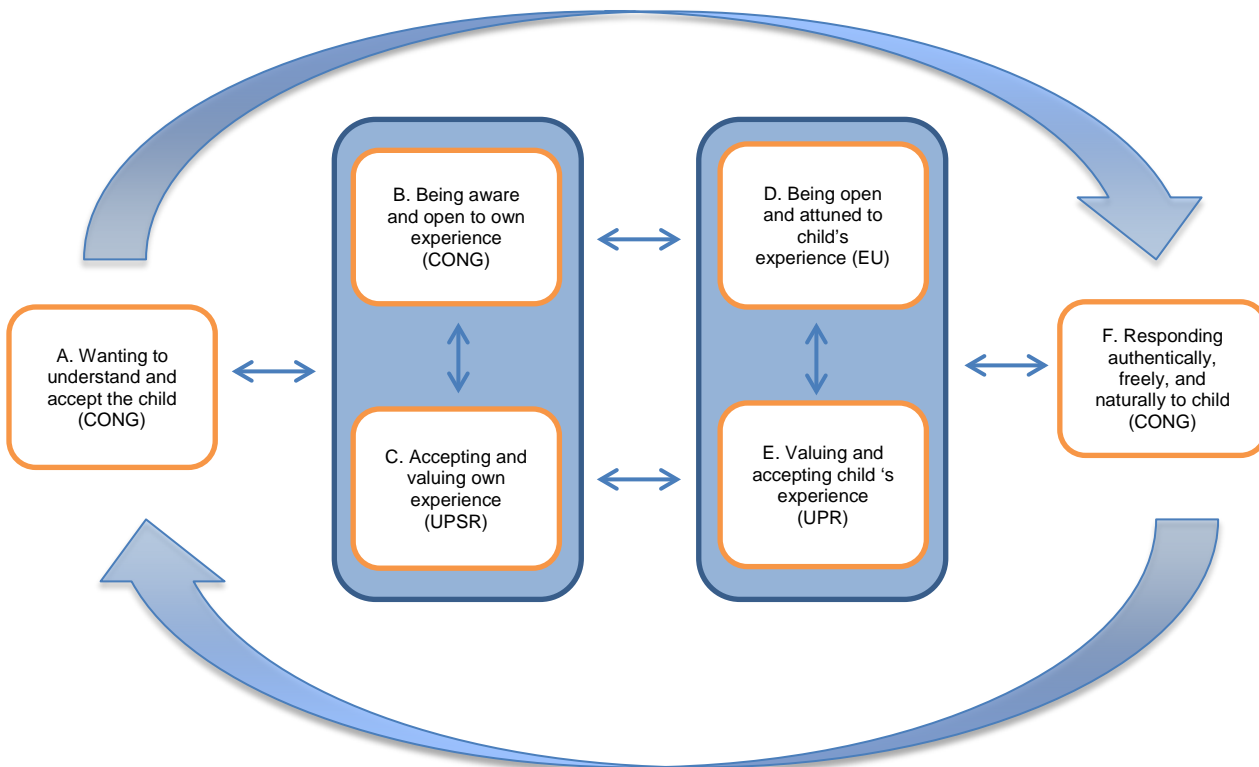 A. Wanting to
understand and
accept the child
(CONG)
B. Being aware
and open to own
experience
(CONG)
C. Accepting and
valuing own
experience
(UPSR)
D. Being open
and attuned to
child’s
experience (EU)
E. Valuing and
accepting child ‘s
experience
(UPR)
F. Responding
authentically,
freely, and
naturally to child
(CONG)